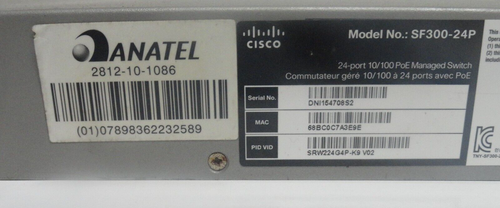 ANATEL
2812-10-1086
(01)07898362232589
CISCO
Model No.: SF300-24P
24-port 10/100 PoE Managed Switch
Commutateur géré 10/100 à 24 ports avec PoE
Serial No.
DNI154708S2
MAC
68BC0C7A3E9E
PID VID
SRW224G4P-K9 V02